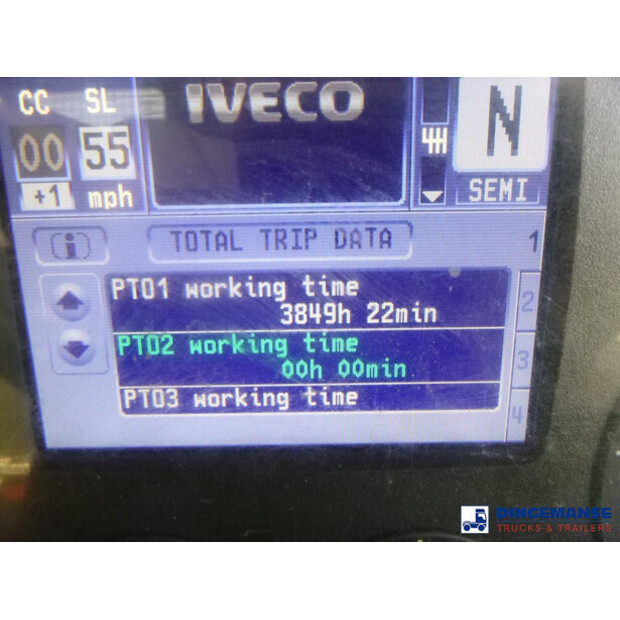 CC SL
IVECO
N
00 55
+1 mph
SEMI
i TOTAL TRIP DATA 1
PTO1 working time
3849h 22min
2
PTO2 working time
00h 00min
3
PTO3 working time
4
DINGEMANSE
TRUCKS & TRAILERS